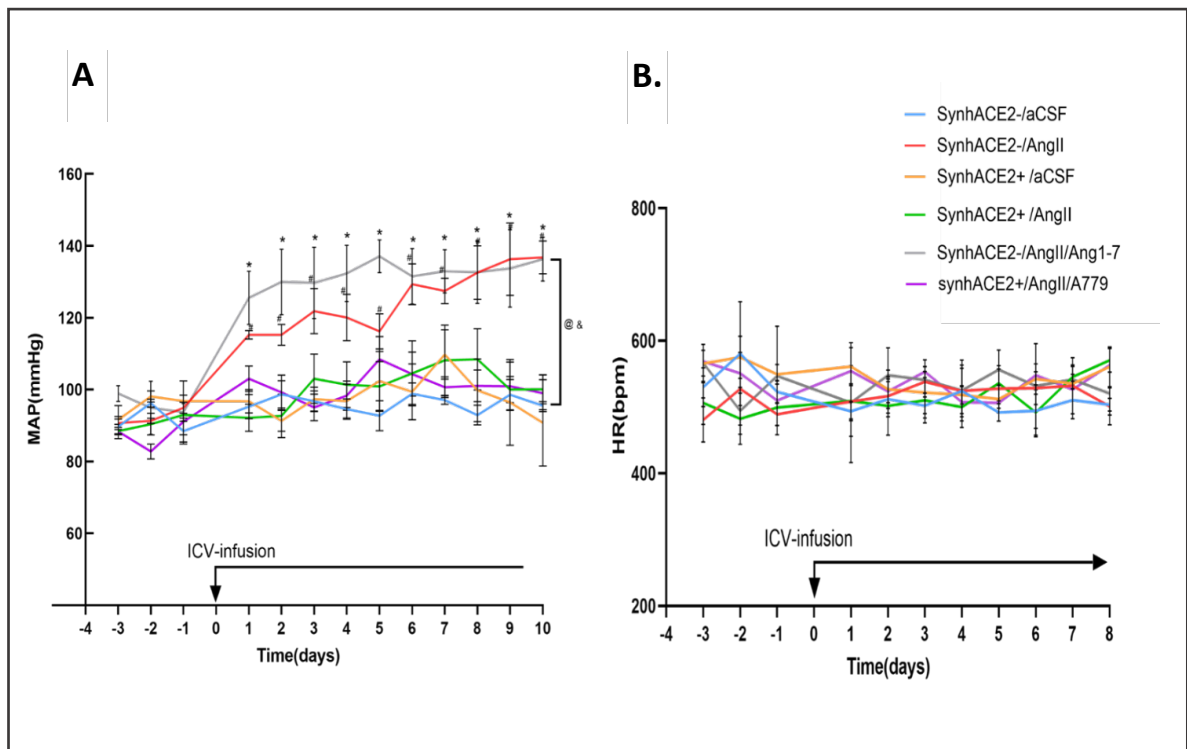 A
B.
SynhACE2-/aCSF
SynhACE2-/AngII
SynhACE2+ /aCSF
SynhACE2+ /AngII
SynhACE2-/AngII/Ang1-7
synhACE2+/AngII/A779
MAP(mmHg)
160
140
120
100
80
60
* * * * * * * * * *
# # # # # # # # # #
@ &
ICV-infusion
-4 -3 -2 -1 0 1 2 3 4 5 6 7 8 9 10
Time(days)
HR(bpm)
800
600
400
200
ICV-infusion
-4 -3 -2 -1 0 1 2 3 4 5 6 7 8
Time(days)